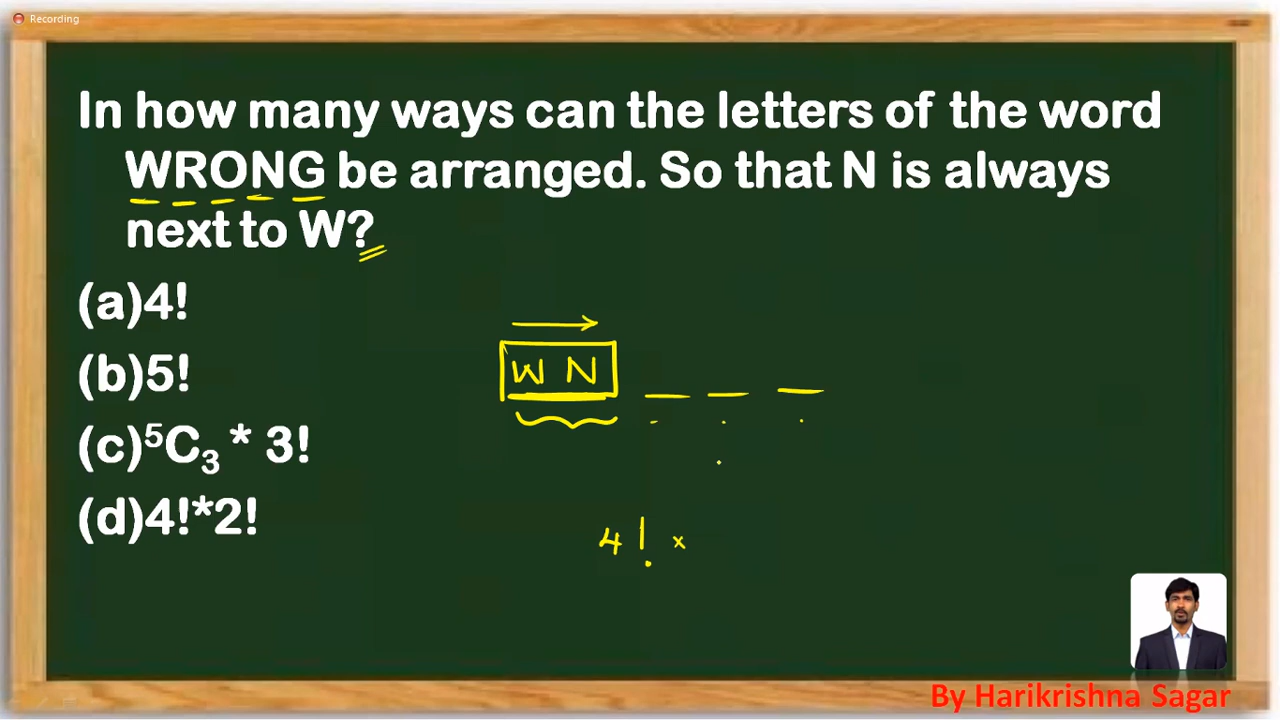 Recording
In how many ways can the letters of the word
WRONG be arranged. So that N is always
next to W?
(a)4!
(b)5!
(c)⁵C₃ * 3!
(d)4!*2!
W N
4! ×
By Harikrishna Sagar